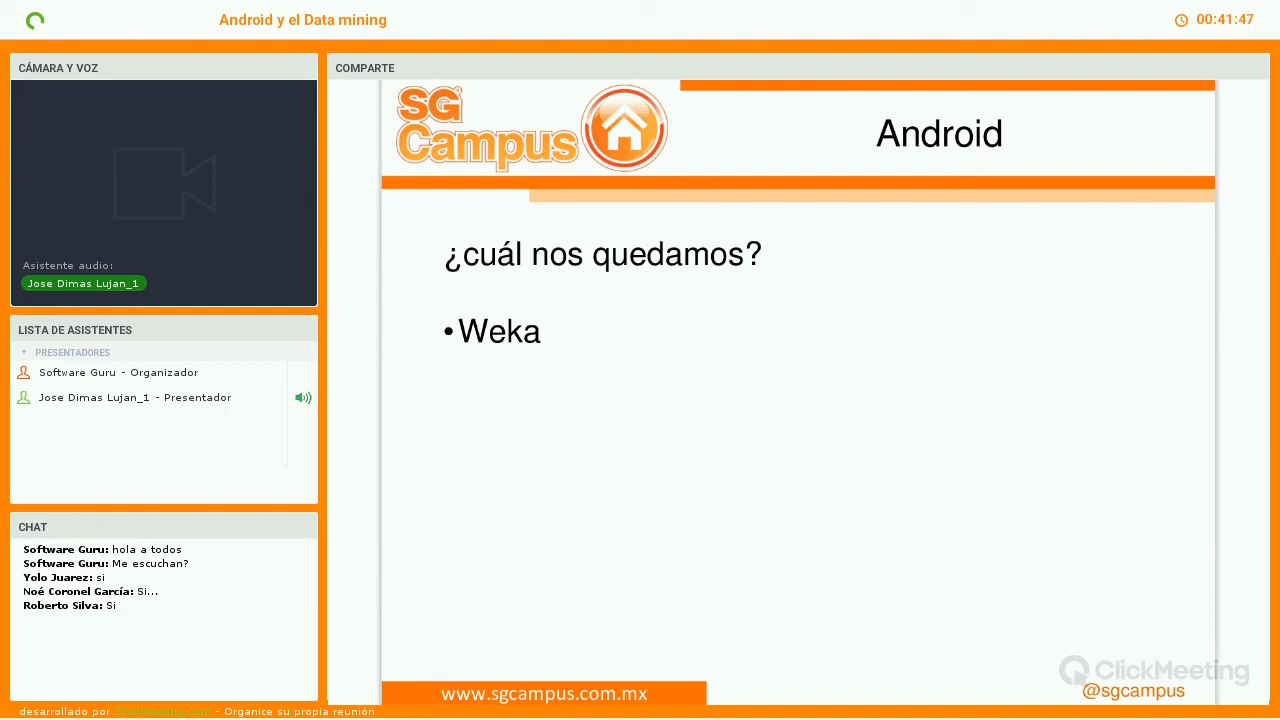 Android y el Data mining
00:41:47
CÁMARA Y VOZ
Asistente audio:
Jose Dimas Lujan_1
LISTA DE ASISTENTES
PRESENTADORES
Software Guru - Organizador
Jose Dimas Lujan_1 - Presentador
CHAT
Software Guru: hola a todos
Software Guru: Me escuchan?
Yolo Juarez: si
Noé Coronel García: Si...
Roberto Silva: Si
desarrollado por ClickMeeting.com - Organice su propia reunión
COMPARTE
SG
Campus
Android
¿cuál nos quedamos?
•Weka
www.sgcampus.com.mx
ClickMeeting
@sgcampus